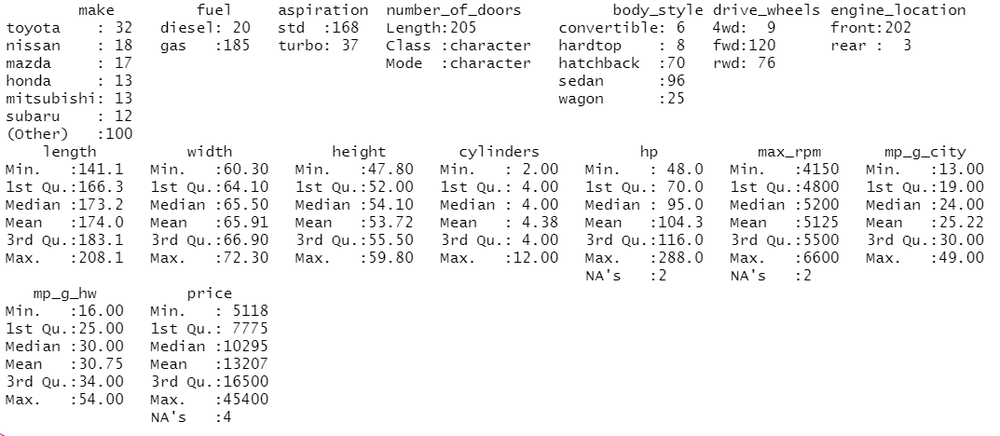 make fuel aspiration number_of_doors body_style drive_wheels engine_location
toyota : 32 diesel: 20 std :168 Length:205 convertible: 6 4wd: 9 front:202
nissan : 18 gas :185 turbo: 37 Class :character hardtop : 8 fwd:120 rear : 3
mazda : 17 Mode :character hatchback :70 rwd: 76
honda : 13 sedan :96
mitsubishi: 13 wagon :25
subaru : 12
(Other) :100
length width height cylinders hp max_rpm mp_g_city
Min. :141.1 Min. :60.30 Min. :47.80 Min. : 2.00 Min. : 48.0 Min. :4150 Min. :13.00
1st Qu.:166.3 1st Qu.:64.10 1st Qu.:52.00 1st Qu.: 4.00 1st Qu.: 70.0 1st Qu.:4800 1st Qu.:19.00
Median :173.2 Median :65.50 Median :54.10 Median : 4.00 Median : 95.0 Median :5200 Median :24.00
Mean :174.0 Mean :65.91 Mean :53.72 Mean : 4.38 Mean :104.3 Mean :5125 Mean :25.22
3rd Qu.:183.1 3rd Qu.:66.90 3rd Qu.:55.50 3rd Qu.: 4.00 3rd Qu.:116.0 3rd Qu.:5500 3rd Qu.:30.00
Max. :208.1 Max. :72.30 Max. :59.80 Max. :12.00 Max. :288.0 Max. :6600 Max. :49.00
NA's :2 NA's :2
mp_g_hw price
Min. :16.00 Min. : 5118
1st Qu.:25.00 1st Qu.: 7775
Median :30.00 Median :10295
Mean :30.75 Mean :13207
3rd Qu.:34.00 3rd Qu.:16500
Max. :54.00 Max. :45400
NA's :4